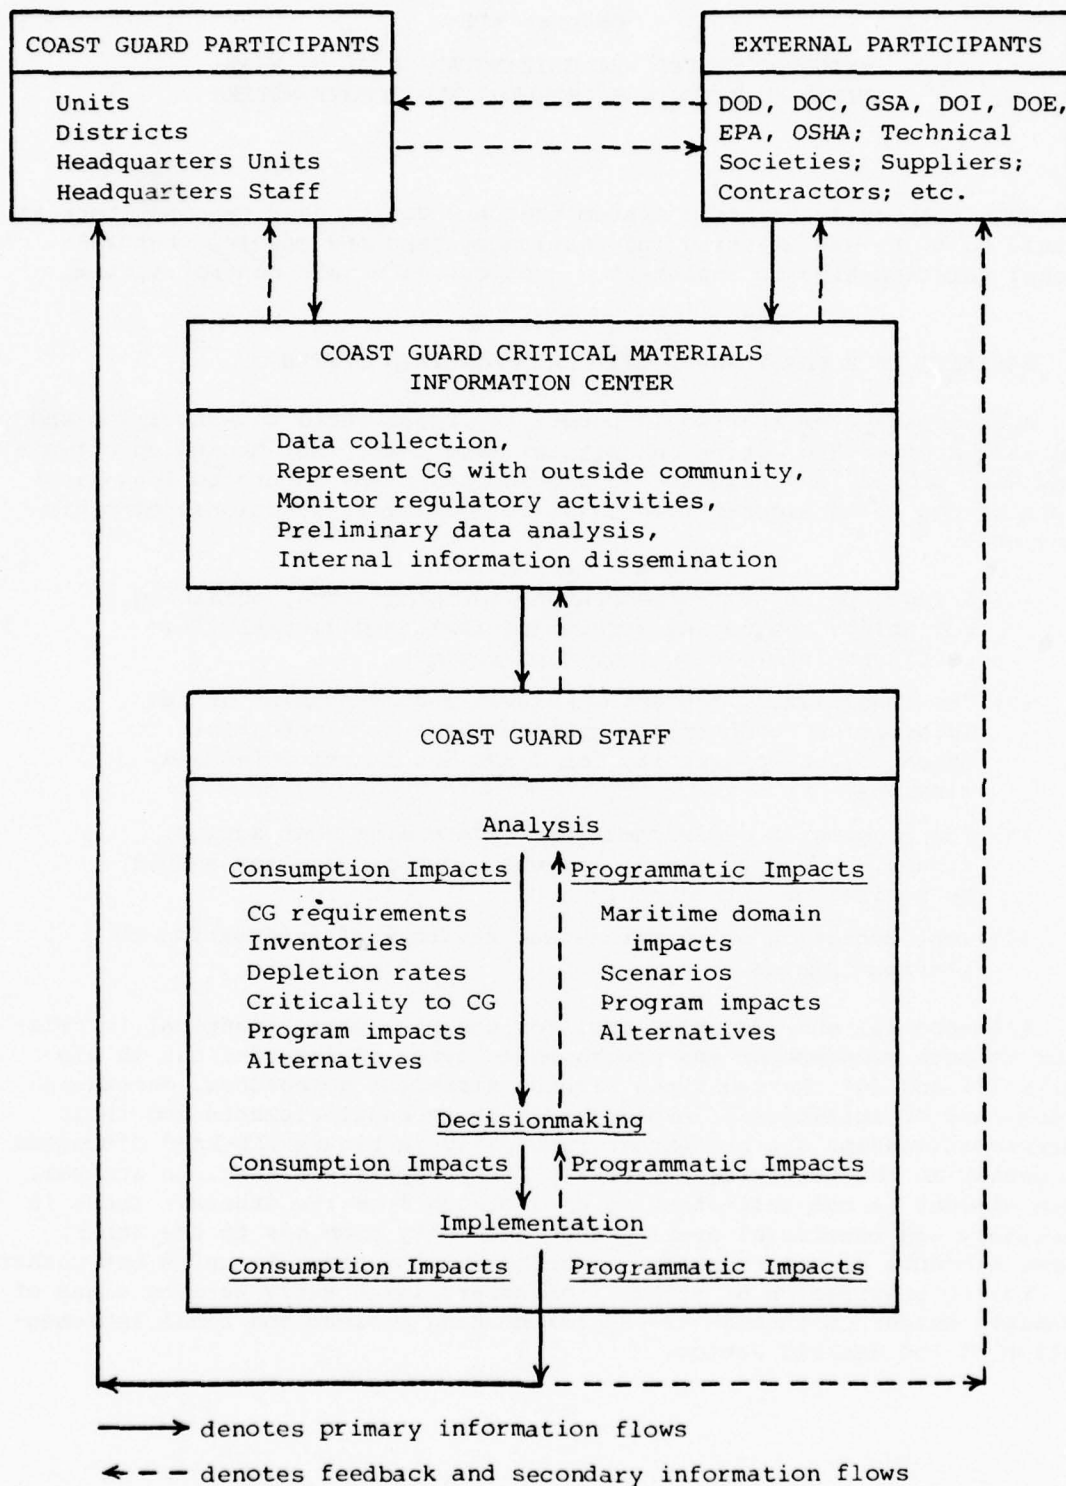 COAST GUARD PARTICIPANTS
Units
Districts
Headquarters Units
Headquarters Staff
EXTERNAL PARTICIPANTS
DOD, DOC, GSA, DOI, DOE,
EPA, OSHA; Technical
Societies; Suppliers;
Contractors; etc.
COAST GUARD CRITICAL MATERIALS
INFORMATION CENTER
Data collection,
Represent CG with outside community,
Monitor regulatory activities,
Preliminary data analysis,
Internal information dissemination
COAST GUARD STAFF
Analysis
Consumption Impacts
CG requirements
Inventories
Depletion rates
Criticality to CG
Program impacts
Alternatives
Programmatic Impacts
Maritime domain
impacts
Scenarios
Program impacts
Alternatives
Decisionmaking
Consumption Impacts
Programmatic Impacts
Implementation
Consumption Impacts
Programmatic Impacts
denotes primary information flows
denotes feedback and secondary information flows